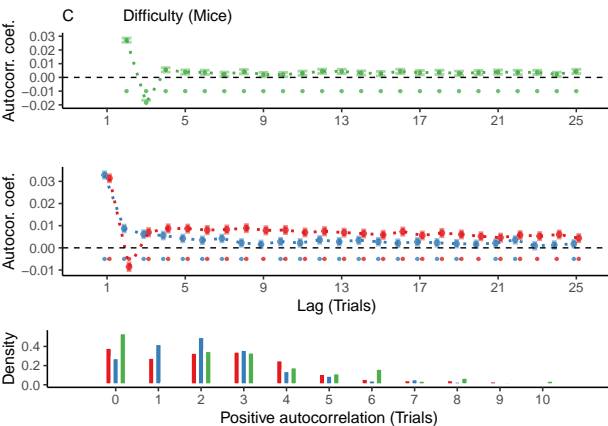 C Difficulty (Mice)
Autocorr. coef.
0.03
0.02
0.01
0.00
−0.01
−0.02
1 5 9 13 17 21 25
Autocor. coef.
0.03
0.02
0.01
0.00
−0.01
1 5 9 13 17 21 25
Lag (Trials)
Density
0.4
0.2
0.0
0 1 2 3 4 5 6 7 8 9 10
Positive autocorrelation (Trials)